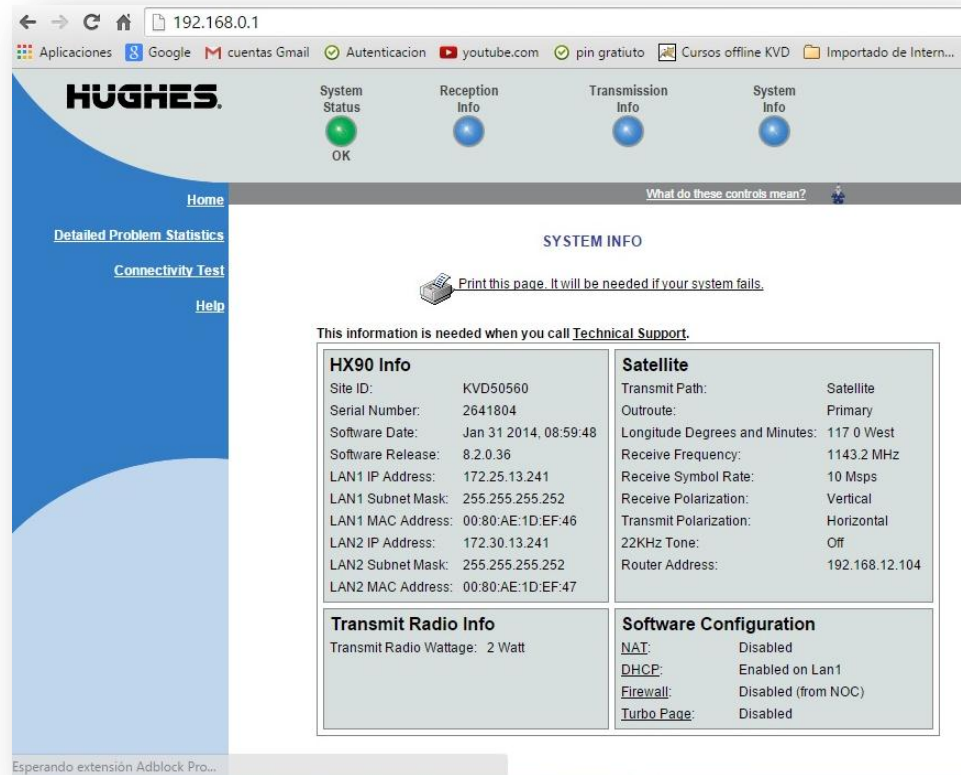 192.168.0.1
Aplicaciones Google cuentas Gmail Autenticacion youtube.com pin gratiuto Cursos offline KVD Importado de Intern...
HUGHES.
System Status
OK
Reception Info
Transmission Info
System Info
What do these controls mean?
Home
Detailed Problem Statistics
Connectivity Test
Help
SYSTEM INFO
Print this page. It will be needed if your system fails.
This information is needed when you call Technical Support.
HX90 Info
Site ID: KVD50560
Serial Number: 2641804
Software Date: Jan 31 2014, 08:59:48
Software Release: 8.2.0.36
LAN1 IP Address: 172.25.13.241
LAN1 Subnet Mask: 255.255.255.252
LAN1 MAC Address: 00:80:AE:1D:EF:46
LAN2 IP Address: 172.30.13.241
LAN2 Subnet Mask: 255.255.255.252
LAN2 MAC Address: 00:80:AE:1D:EF:47
Satellite
Transmit Path: Satellite
Outroute: Primary
Longitude Degrees and Minutes: 117 0 West
Receive Frequency: 1143.2 MHz
Receive Symbol Rate: 10 Msps
Receive Polarization: Vertical
Transmit Polarization: Horizontal
22KHz Tone: Off
Router Address: 192.168.12.104
Transmit Radio Info
Transmit Radio Wattage: 2 Watt
Software Configuration
NAT: Disabled
DHCP: Enabled on Lan1
Firewall: Disabled (from NOC)
Turbo Page: Disabled
Esperando extensión Adblock Pro...